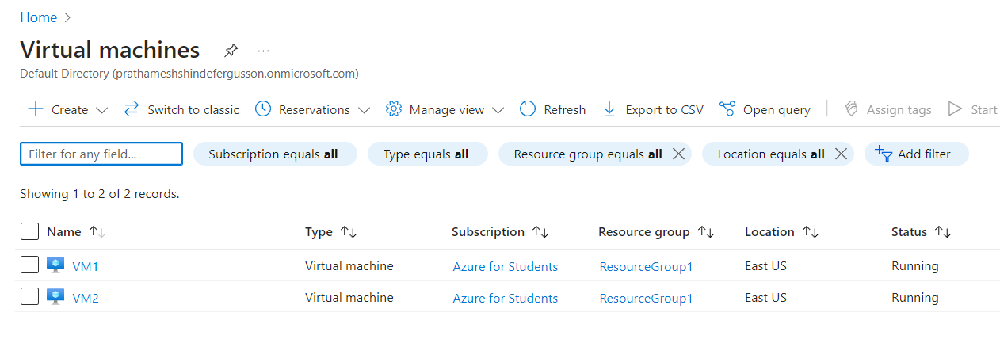 Home
Virtual machines
Default Directory (prathameshshindefergusson.onmicrosoft.com)
Create Switch to classic Reservations Manage view Refresh Export to CSV Open query Assign tags Start
Filter for any field... Subscription equals all Type equals all Resource group equals all Location equals all Add filter
Showing 1 to 2 of 2 records.
Name Type Subscription Resource group Location Status
VM1 Virtual machine Azure for Students ResourceGroup1 East US Running
VM2 Virtual machine Azure for Students ResourceGroup1 East US Running